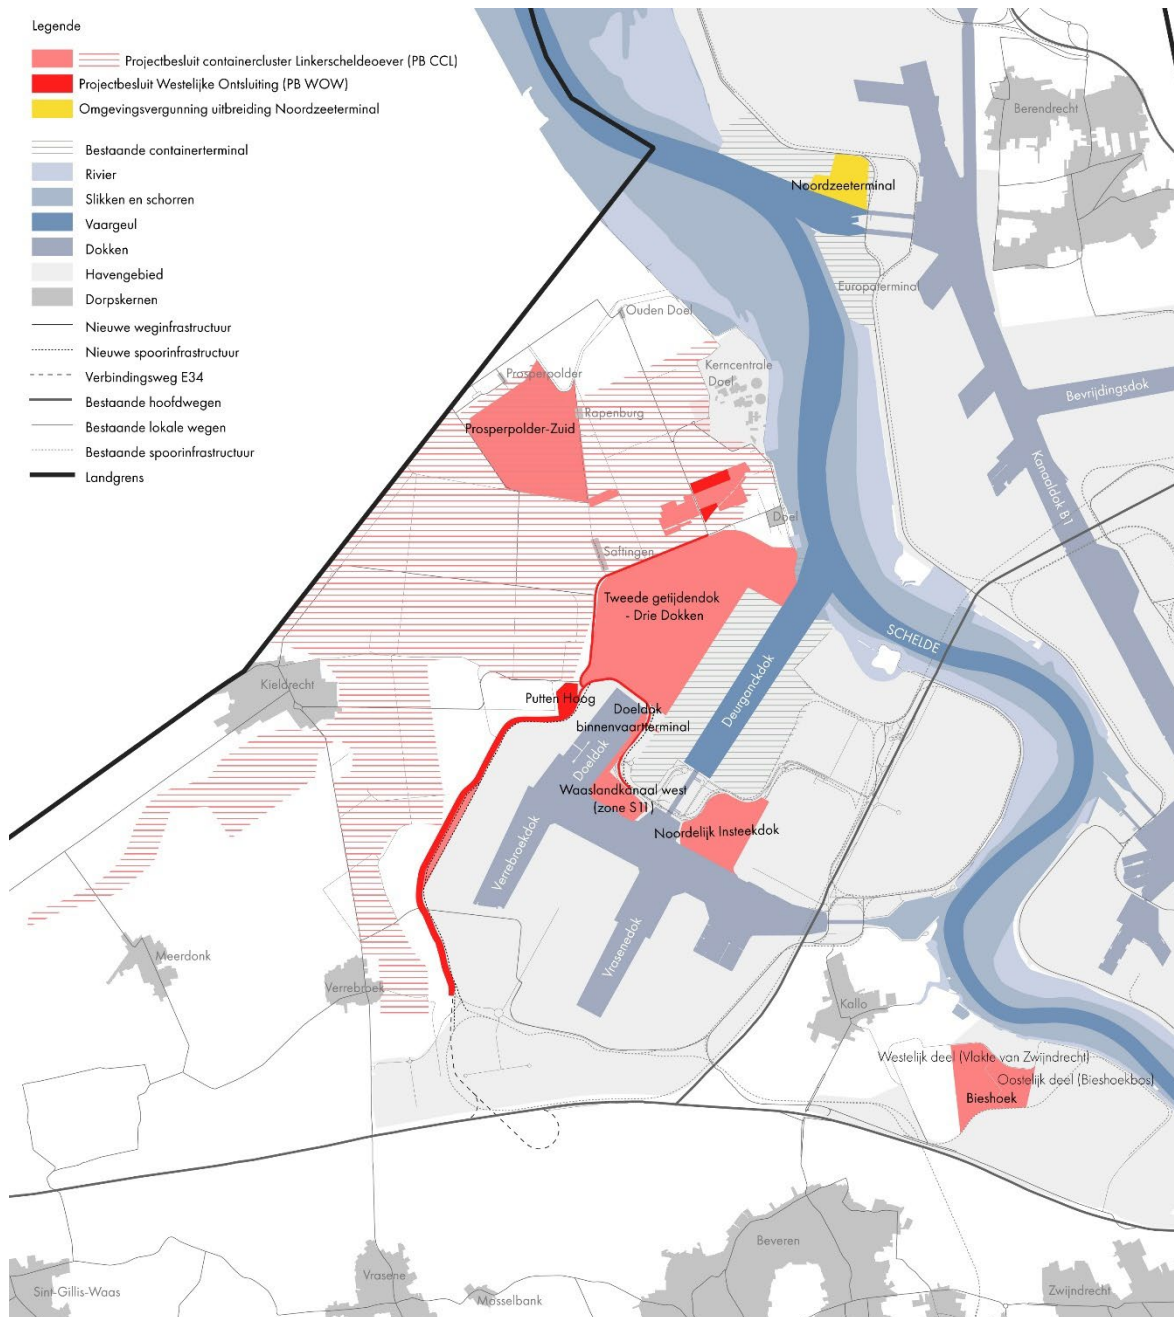 Legende
Projectbesluit containercluster Linkerscheldeoever (PB CCL)
Projectbesluit Westelijke Ontsluiting (PB WOW)
Omgevingsvergunning uitbreiding Noordzeeterminal
Bestaande containerterminal
Rivier
Slikken en schorren
Vaargeul
Dokken
Havengebied
Dorpskernen
Nieuwe weginfrastructuur
Nieuwe spoorinfrastructuur
Verbindingsweg E34
Bestaande hoofdwegen
Bestaande lokale wegen
Bestaande spoorinfrastructuur
Landgrens
Berendrecht
Noordzeeterminal
Europaterminal
Ouden Doel
Kerncentrale
Doel
Prosperpolder
Bevrijdingsdok
Rapenburg
Prosperpolder-Zuid
Kanaaldok B1
Doel
Saftingen
Tweede getijdendok
- Drie Dokken
SCHELDE
Kieldrecht
Putten Hoog
Deurganckdok
Doeldok
binnenvaartterminal
Doeldok
Waaslandkanaal west
(zone S11)
Noordelijk Insteekdok
Verrebroekdok
Vrasenedok
Meerdonk
Verrebroek
Kallo
Westelijk deel (Vlakte van Zwijndrecht)
Oostelijk deel (Bieshoekbos)
Bieshoek
Beveren
Vrasene
Sint-Gillis-Waas
Mosselbank
Zwijndrecht